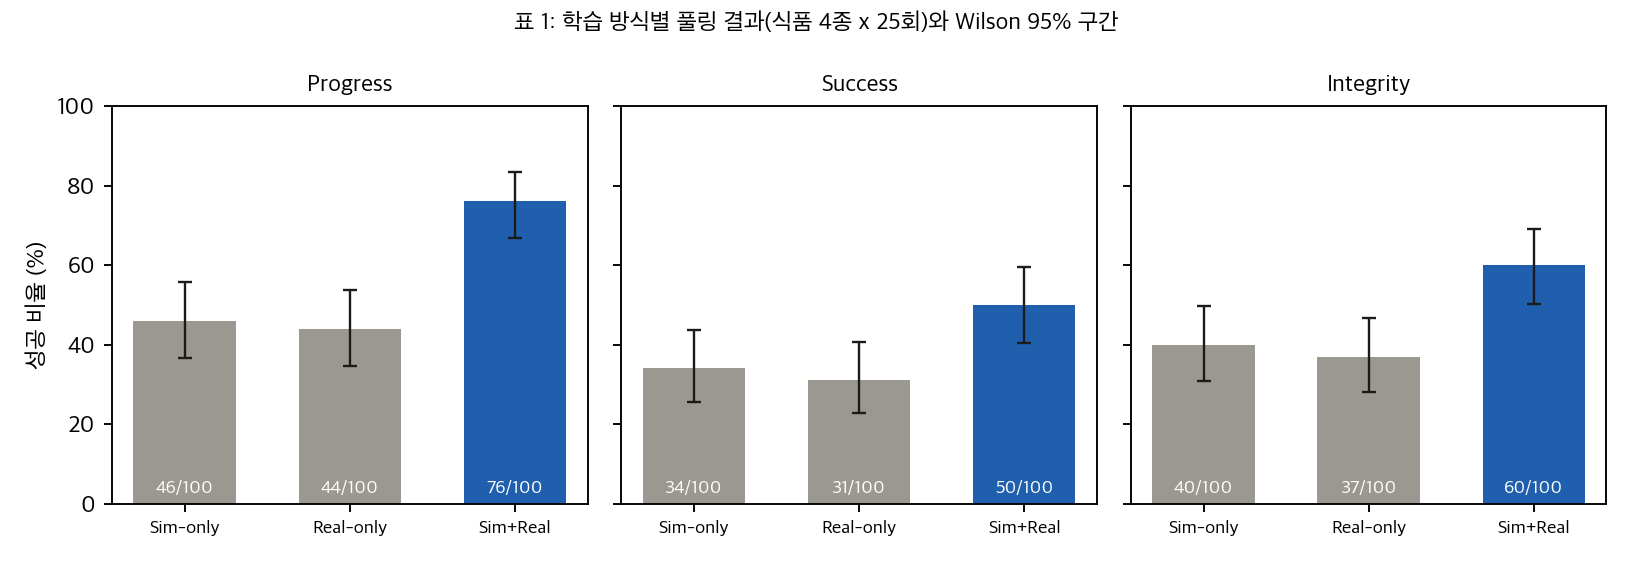 표 1: 학습 방식별 풀링 결과(식품 4종 x 25회)와 Wilson 95% 구간
Progress
Success
Integrity
성공 비율 (%)
100
80
60
40
20
0
46/100
44/100
76/100
34/100
31/100
50/100
40/100
37/100
60/100
Sim-only
Real-only
Sim+Real
Sim-only
Real-only
Sim+Real
Sim-only
Real-only
Sim+Real